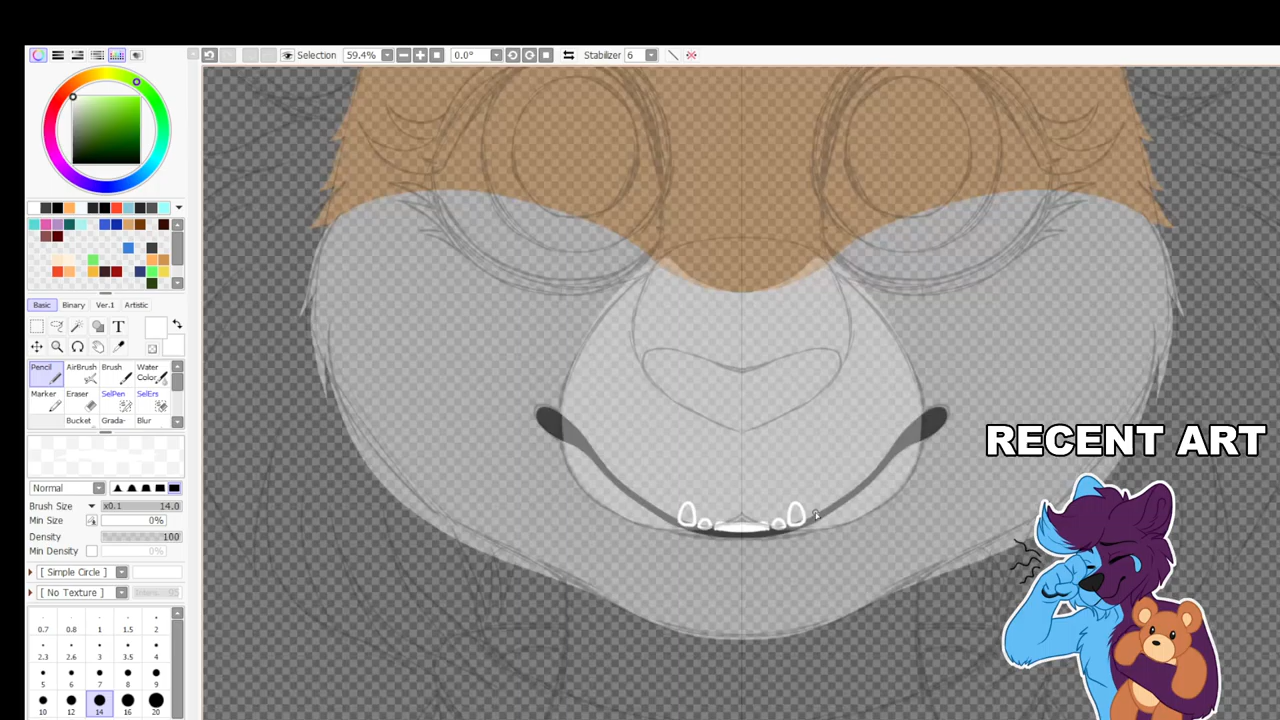 Selection 59.4% 0.0° Stabilizer 6
Basic Binary Ver.1 Artistic
T
Pencil AirBrush Brush Water Color
Marker Eraser SelPen SelErs
Bucket Grada- Blur
Normal
Brush Size x0.1 14.0
Min Size 0%
Density 100
Min Density 0%
[ Simple Circle ]
[ No Texture ] 95
0.7 0.8 1 1.5 2
2.3 2.6 3 3.5 4
5 6 7 8 9
10 12 14 16 20
RECENT ART